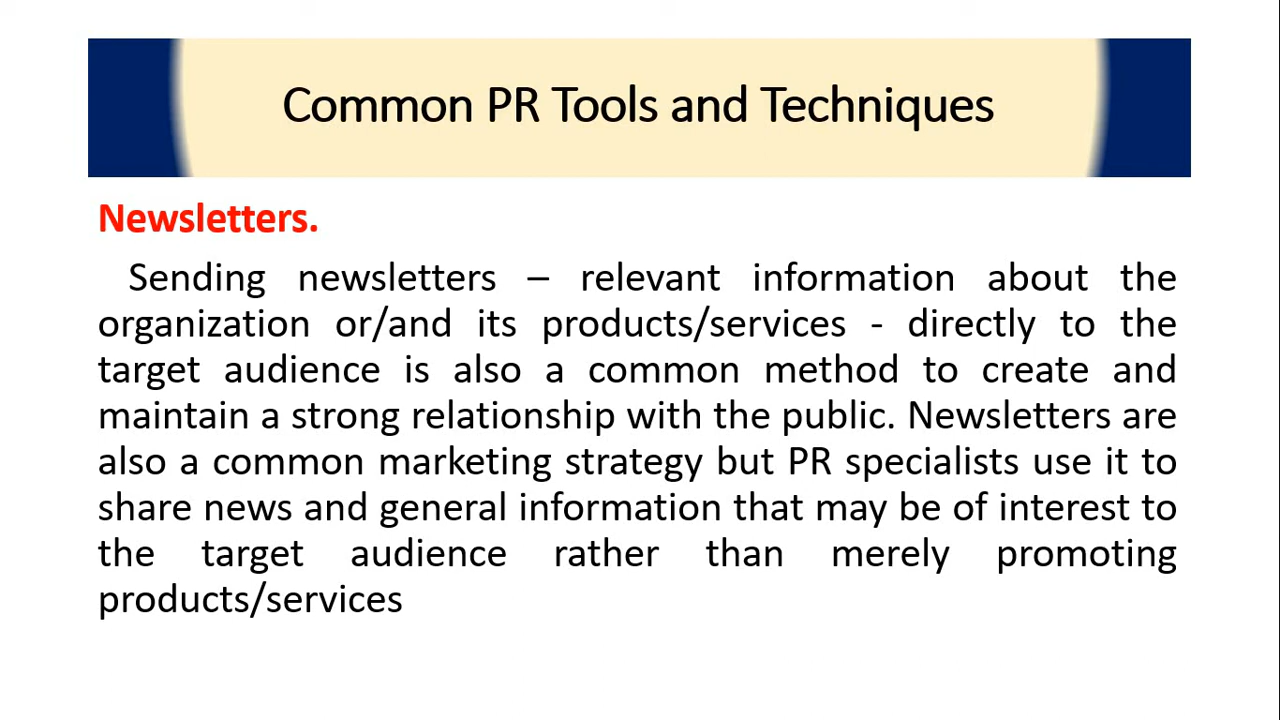 Common PR Tools and Techniques
Newsletters.
Sending newsletters – relevant information about the
organization or/and its products/services - directly to the
target audience is also a common method to create and
maintain a strong relationship with the public. Newsletters are
also a common marketing strategy but PR specialists use it to
share news and general information that may be of interest to
the target audience rather than merely promoting
products/services